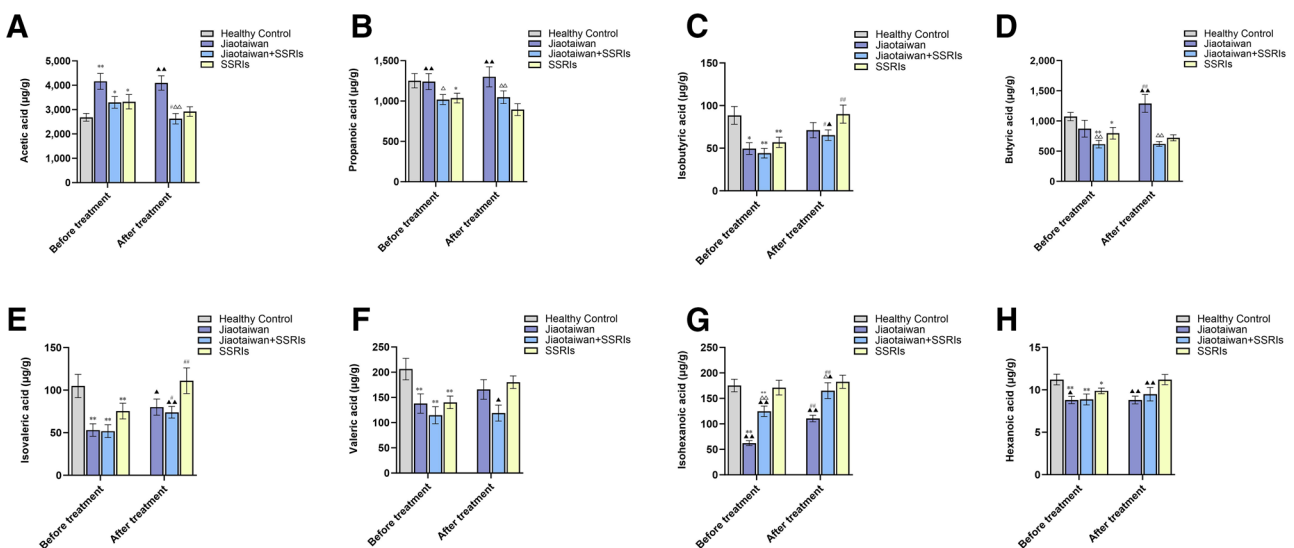 A
Healthy Control
Jiaotaiwan
Jiaotaiwan+SSRIs
SSRIs
Acetic acid (μg/g)
5,000
4,000
3,000
2,000
1,000
0
**
*
*
▲▲
#△△
Before treatment
After treatment
B
Healthy Control
Jiaotaiwan
Jiaotaiwan+SSRIs
SSRIs
Propanoic acid (μg/g)
1,500
1,000
500
0
▲▲
△
*
▲▲
△△
Before treatment
After treatment
C
Healthy Control
Jiaotaiwan
Jiaotaiwan+SSRIs
SSRIs
Isobutyric acid (μg/g)
150
100
50
0
*
**
**
#▲
##
Before treatment
After treatment
D
Healthy Control
Jiaotaiwan
Jiaotaiwan+SSRIs
SSRIs
Butyric acid (μg/g)
2,000
1,500
1,000
500
0
**
△△
*
##
▲▲
△△
Before treatment
After treatment
E
Healthy Control
Jiaotaiwan
Jiaotaiwan+SSRIs
SSRIs
Isovaleric acid (μg/g)
150
100
50
0
**
**
**
▲
#
▲▲
##
Before treatment
After treatment
F
Healthy Control
Jiaotaiwan
Jiaotaiwan+SSRIs
SSRIs
Valeric acid (μg/g)
250
200
150
100
50
0
**
**
**
▲
Before treatment
After treatment
G
Healthy Control
Jiaotaiwan
Jiaotaiwan+SSRIs
SSRIs
Isohexanoic acid (μg/g)
250
200
150
100
50
0
**
▲▲
**
△△
▲▲
##
▲▲
##
△▲
Before treatment
After treatment
H
Healthy Control
Jiaotaiwan
Jiaotaiwan+SSRIs
SSRIs
Hexanoic acid (μg/g)
15
10
5
0
**
▲
**
*
▲▲
▲▲
Before treatment
After treatment